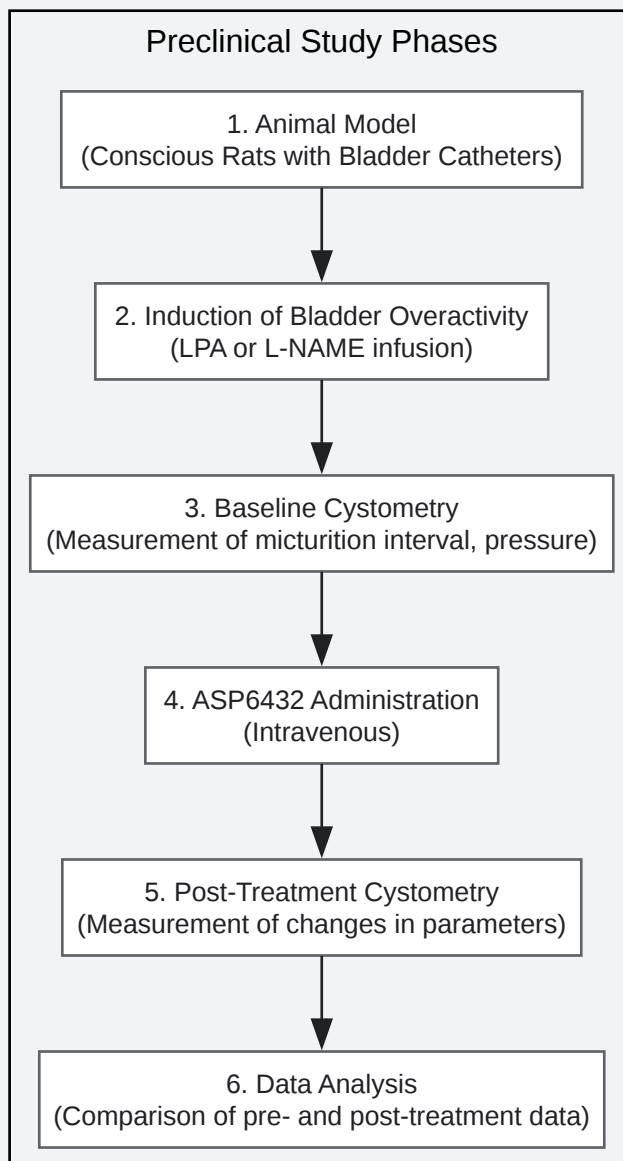 Preclinical Study Phases
1. Animal Model
(Conscious Rats with Bladder Catheters)
2. Induction of Bladder Overactivity
(LPA or L-NAME infusion)
3. Baseline Cystometry
(Measurement of micturition interval, pressure)
4. ASP6432 Administration
(Intravenous)
5. Post-Treatment Cystometry
(Measurement of changes in parameters)
6. Data Analysis
(Comparison of pre- and post-treatment data)